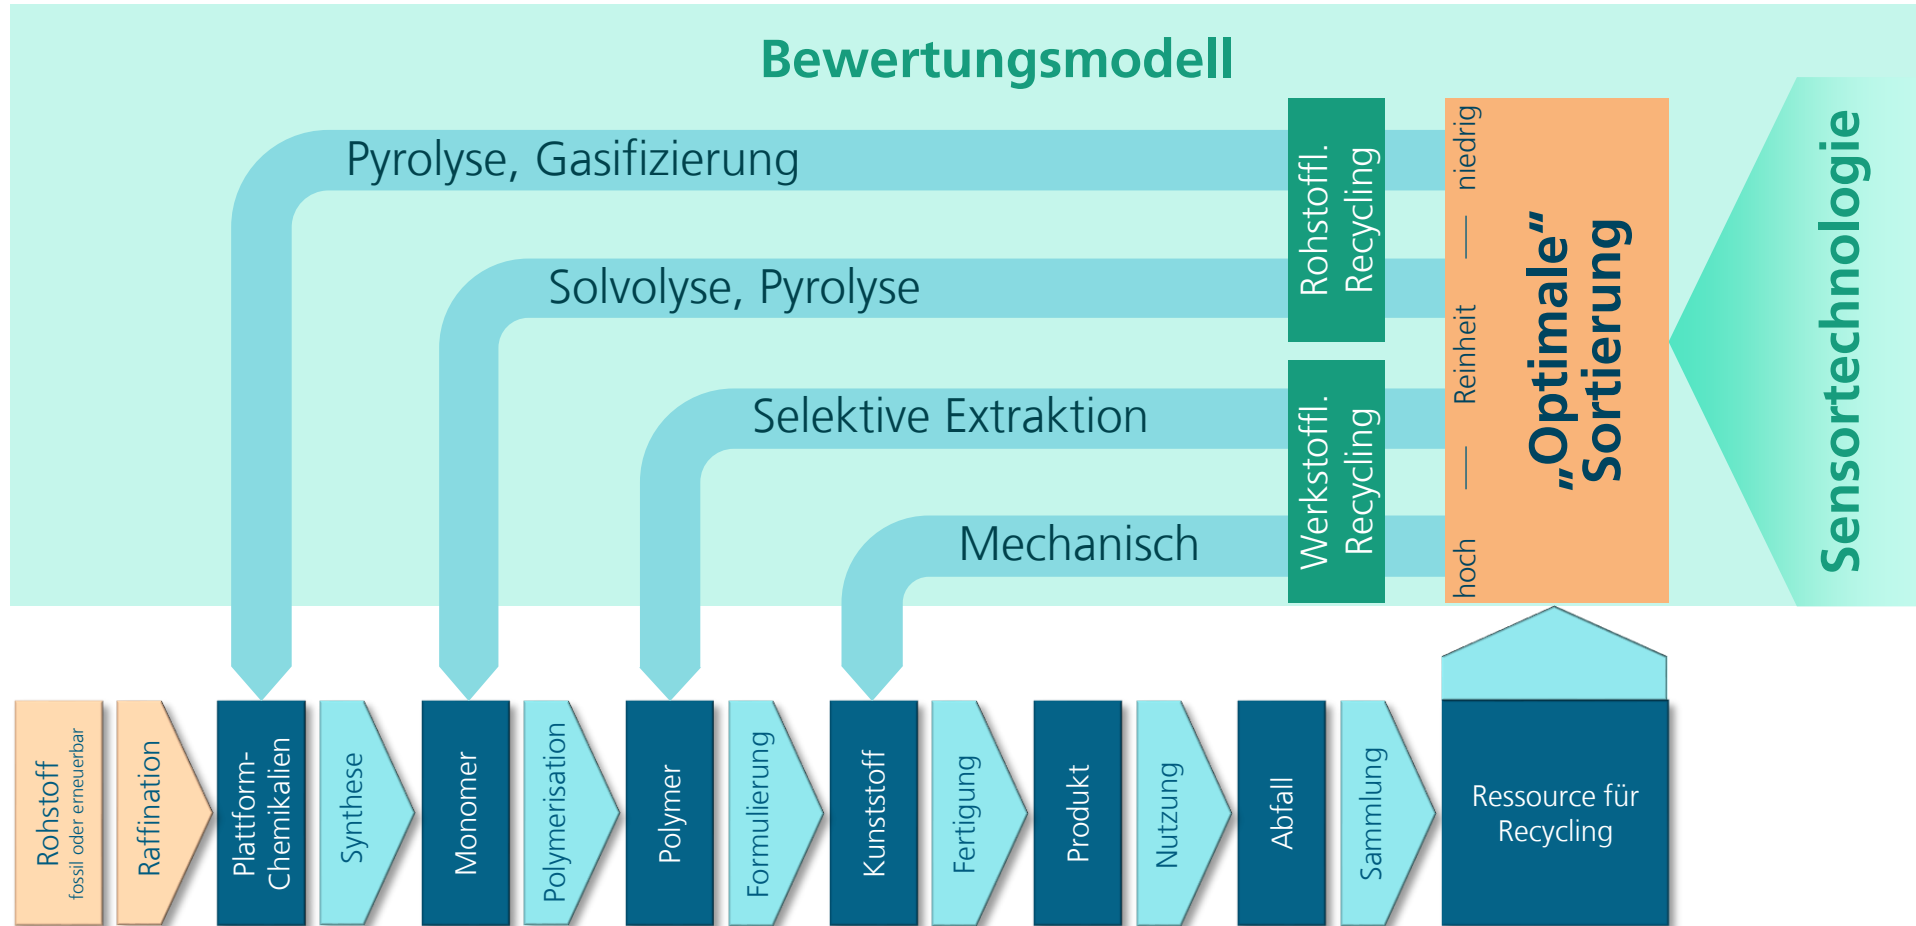 Bewertungsmodell
Pyrolyse, Gasifizierung
Solvolyse, Pyrolyse
Selektive Extraktion
Mechanisch
Rohstoffl.
Recycling
Werkstoffl.
Recycling
niedrig
Reinheit
hoch
„Optimale“
Sortierung
Sensortechnologie
Rohstoff
fossil oder erneuerbar
Raffination
Plattform-
Chemikalien
Synthese
Monomer
Polymerisation
Polymer
Formulierung
Kunststoff
Fertigung
Produkt
Nutzung
Abfall
Sammlung
Ressource für
Recycling